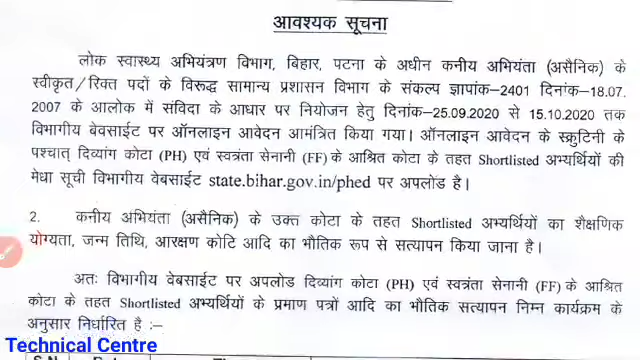 आवश्यक सूचना
लोक स्वास्थ्य अभियंत्रण विभाग, बिहार, पटना के अधीन कनीय अभियंता (असैनिक) के
स्वीकृत/रिक्त पदों के विरूद्ध सामान्य प्रशासन विभाग के संकल्प ज्ञापांक-2401 दिनांक-18.07.
2007 के आलोक में संविदा के आधार पर नियोजन हेतु दिनांक-25.09.2020 से 15.10.2020 तक
विभागीय बेवसाईट पर ऑनलाइन आवेदन आमंत्रित किया गया। ऑनलाइन आवेदन के स्क्रुटिनी के
पश्चात् दिव्यांग कोटा (PH) एवं स्वत्रंता सेनानी (FF) के आश्रित कोटा के तहत Shortlisted अभ्यर्थियों की
मेधा सूची विभागीय वेबसाईट state.bihar.gov.in/phed पर अपलोड है।
2. कनीय अभियंता (असैनिक) के उक्त कोटा के तहत Shortlisted अभ्यर्थियों का शैक्षणिक
योग्यता, जन्म तिथि, आरक्षण कोटि आदि का भौतिक रूप से सत्यापन किया जाना है।
अतः विभागीय वेबसाईट पर अपलोड दिव्यांग कोटा (PH) एवं स्वत्रंता सेनानी (FF) के आश्रित
कोटा के तहत Shortlisted अभ्यर्थियों के प्रमाण पत्रों आदि का भौतिक सत्यापन निम्न कार्यक्रम के
अनुसार निर्धारित है :–
Technical Centre